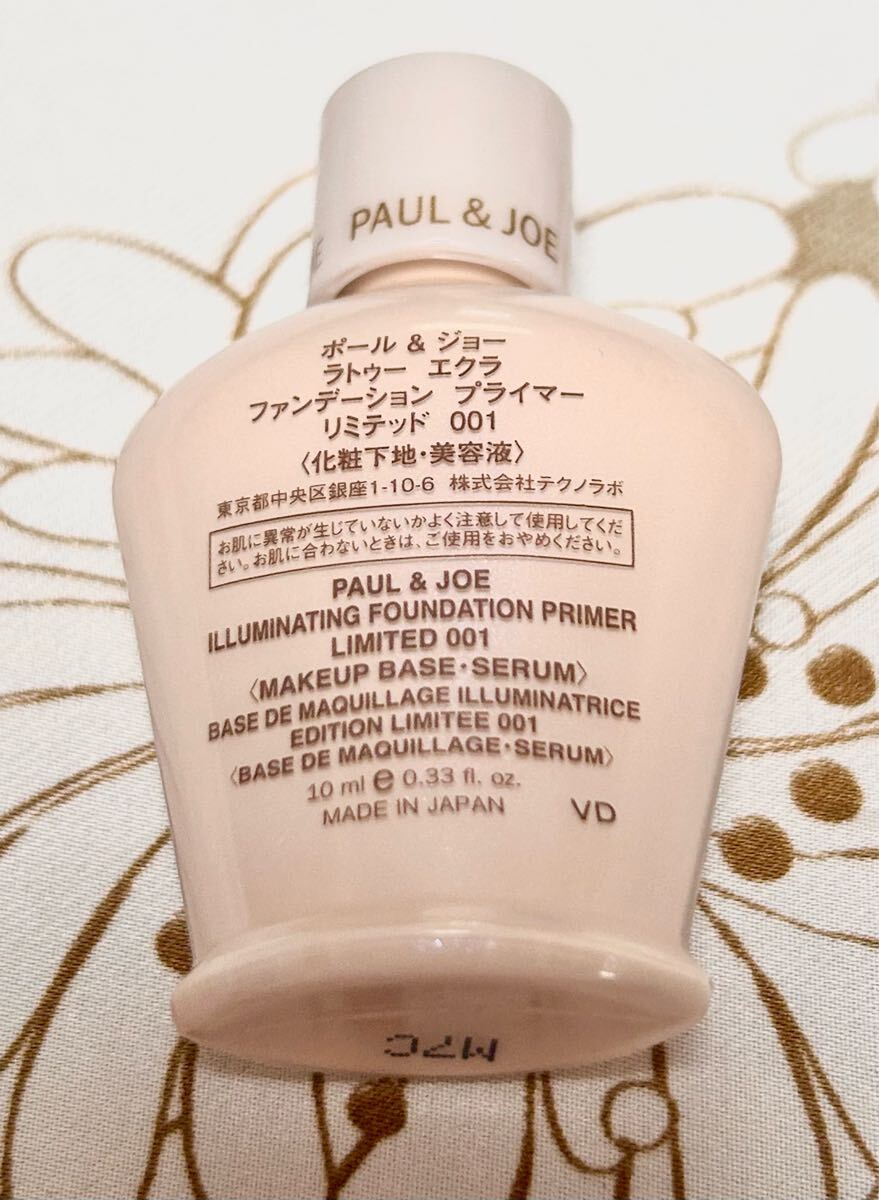 PAUL & JOE
ポール & ジョー
ラトゥー エクラ
ファンデーション プライマー
リミテッド 001
〈化粧下地・美容液〉
東京都中央区銀座1-10-6 株式会社テクノラボ
お肌に異常が生じていないかよく注意して使用してくだ
さい。お肌に合わないときは、ご使用をおやめください。
PAUL & JOE
ILLUMINATING FOUNDATION PRIMER
LIMITED 001
〈MAKEUP BASE・SERUM〉
BASE DE MAQUILLAGE ILLUMINATRICE
EDITION LIMITEE 001
〈BASE DE MAQUILLAGE・SERUM〉
10 ml e 0.33 fl. oz.
MADE IN JAPAN VD